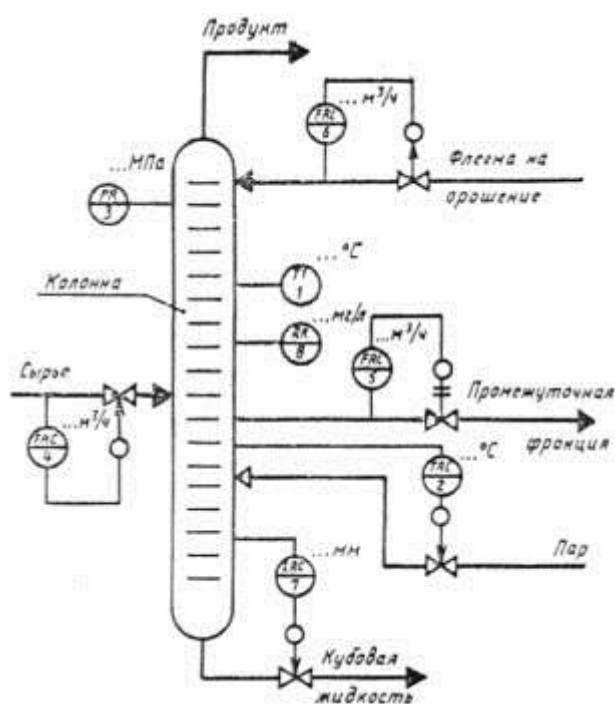 Продукт
...м³/ч
FRC
6
...МПа
Флегма на
орошение
PR
3
...°С
TI
1
Колонна
...мг/л
QR
8
...м³/ч
FRC
5
Сырье
Промежуточная
фракция
...м³/ч
FRC
4
...°С
TRC
2
Пар
...мм
LRC
7
Кубовая
жидкость